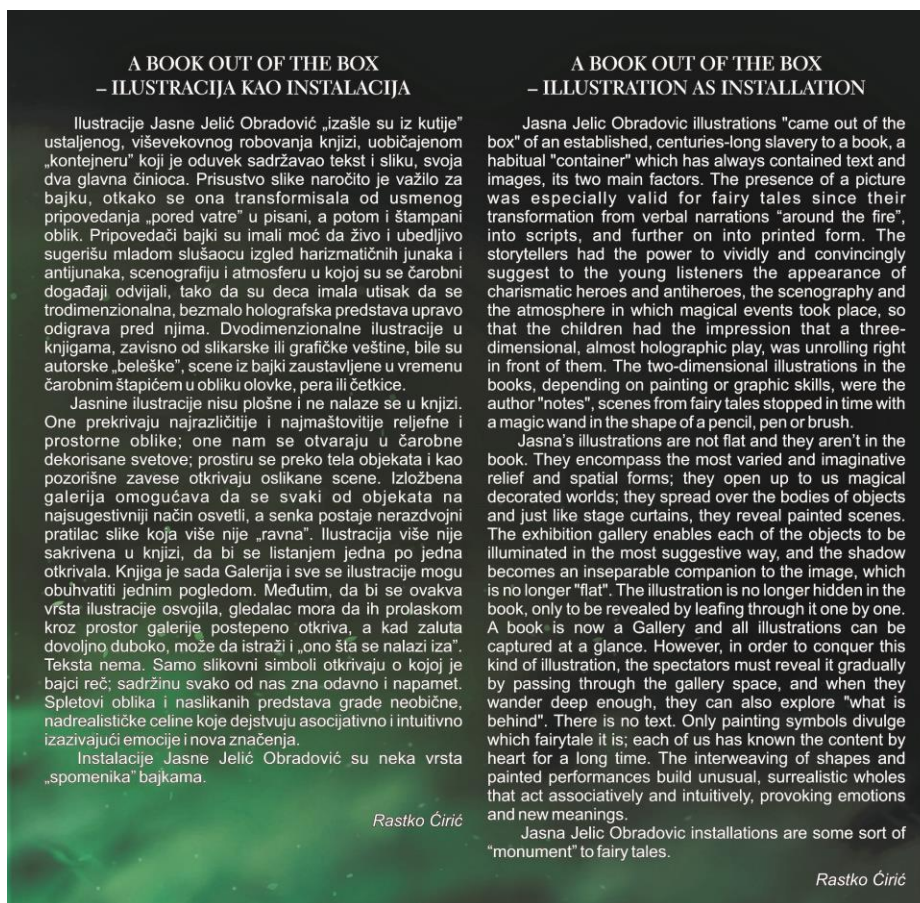 A BOOK OUT OF THE BOX
– ILUSTRACIJA KAO INSTALACIJA
Ilustracije Jasne Jelić Obradović „izašle su iz kutije”
ustaljenog, viševekovnog robovanja knjizi, uobičajenom
„kontejneru” koji je oduvek sadržavao tekst i sliku, svoja
dva glavna činioca. Prisustvo slike naročito je važilo za
bajku, otkako se ona transformisala od usmenog
pripovedanja „pored vatre” u pisani, a potom i štampani
oblik. Pripovedači bajki su imali moć da živo i ubedljivo
sugerišu mladom slušaocu izgled harizmatičnih junaka i
antijunaka, scenografiju i atmosferu u kojoj su se čarobni
događaji odvijali, tako da su deca imala utisak da se
trodimenzionalna, bezmalo holografska predstava upravo
odigrava pred njima. Dvodimenzionalne ilustracije u
knjigama, zavisno od slikarske ili grafičke veštine, bile su
autorske „beleške”, scene iz bajki zaustavljene u vremenu
čarobnim štapićem u obliku olovke, pera ili četkice.
Jasnine ilustracije nisu plošne i ne nalaze se u knjizi.
One prekrivaju najrazličitije i najmaštovitije reljefne i
prostorne oblike; one nam se otvaraju u čarobne
dekorisane svetove; prostiru se preko tela objekata i kao
pozorišne zavese otkrivaju oslikane scene. Izložbena
galerija omogućava da se svaki od objekata na
najsugestivniji način osvetli, a senka postaje nerazdvojni
pratilac slike koja više nije „ravna”. Ilustracija više nije
sakrivena u knjizi, da bi se listanjem jedna po jedna
otkrivala. Knjiga je sada Galerija i sve se ilustracije mogu
obuhvatiti jednim pogledom. Međutim, da bi se ovakva
vrsta ilustracije osvojila, gledalac mora da ih prolaskom
kroz prostor galerije postepeno otkriva, a kad zaluta
dovoljno duboko, može da istraži i „ono šta se nalazi iza”.
Teksta nema. Samo slikovni simboli otkrivaju o kojoj je
bajci reč; sadržinu svako od nas zna odavno i napamet.
Spletovi oblika i naslikanih predstava grade neobične,
nadrealističke celine koje dejstvuju asocijativno i intuitivno
izazivajući emocije i nova značenja.
Instalacije Jasne Jelić Obradović su neka vrsta
„spomenika” bajkama.
Rastko Ćirić
A BOOK OUT OF THE BOX
– ILLUSTRATION AS INSTALLATION
Jasna Jelic Obradovic illustrations "came out of the
box" of an established, centuries-long slavery to a book, a
habitual "container" which has always contained text and
images, its two main factors. The presence of a picture
was especially valid for fairy tales since their
transformation from verbal narrations “around the fire”,
into scripts, and further on into printed form. The
storytellers had the power to vividly and convincingly
suggest to the young listeners the appearance of
charismatic heroes and antiheroes, the scenography and
the atmosphere in which magical events took place, so
that the children had the impression that a three-
dimensional, almost holographic play, was unrolling right
in front of them. The two-dimensional illustrations in the
books, depending on painting or graphic skills, were the
author "notes", scenes from fairy tales stopped in time with
a magic wand in the shape of a pencil, pen or brush.
Jasna’s illustrations are not flat and they aren’t in the
book. They encompass the most varied and imaginative
relief and spatial forms; they open up to us magical
decorated worlds; they spread over the bodies of objects
and just like stage curtains, they reveal painted scenes.
The exhibition gallery enables each of the objects to be
illuminated in the most suggestive way, and the shadow
becomes an inseparable companion to the image, which
is no longer "flat". The illustration is no longer hidden in the
book, only to be revealed by leafing through it one by one.
A book is now a Gallery and all illustrations can be
captured at a glance. However, in order to conquer this
kind of illustration, the spectators must reveal it gradually
by passing through the gallery space, and when they
wander deep enough, they can also explore "what is
behind". There is no text. Only painting symbols divulge
which fairytale it is; each of us has known the content by
heart for a long time. The interweaving of shapes and
painted performances build unusual, surrealistic wholes
that act associatively and intuitively, provoking emotions
and new meanings.
Jasna Jelic Obradovic installations are some sort of
“monument” to fairy tales.
Rastko Ćirić